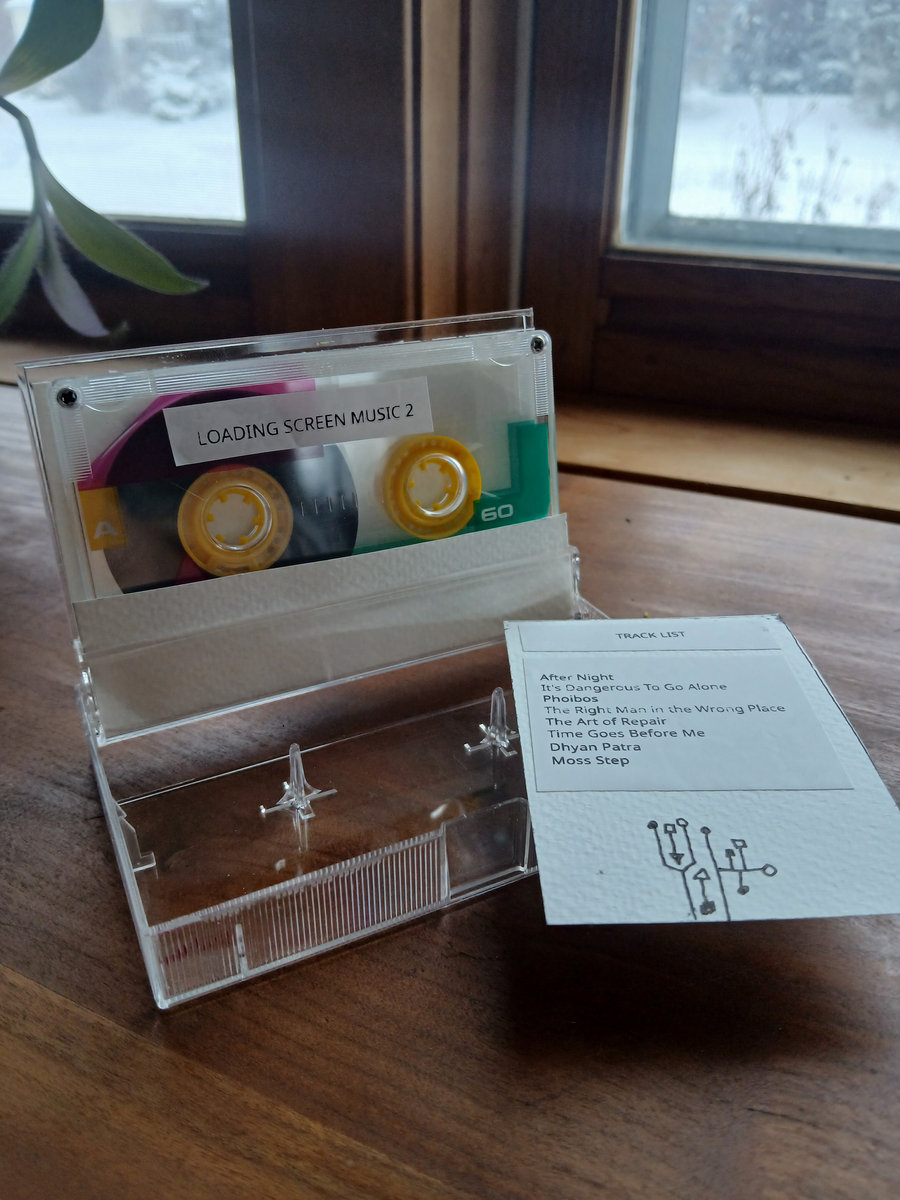 LOADING SCREEN MUSIC 2
A
60
TRACK LIST
After Night
It's Dangerous To Go Alone
Phoibos
The Right Man in the Wrong Place
The Art of Repair
Time Goes Before Me
Dhyan Patra
Moss Step